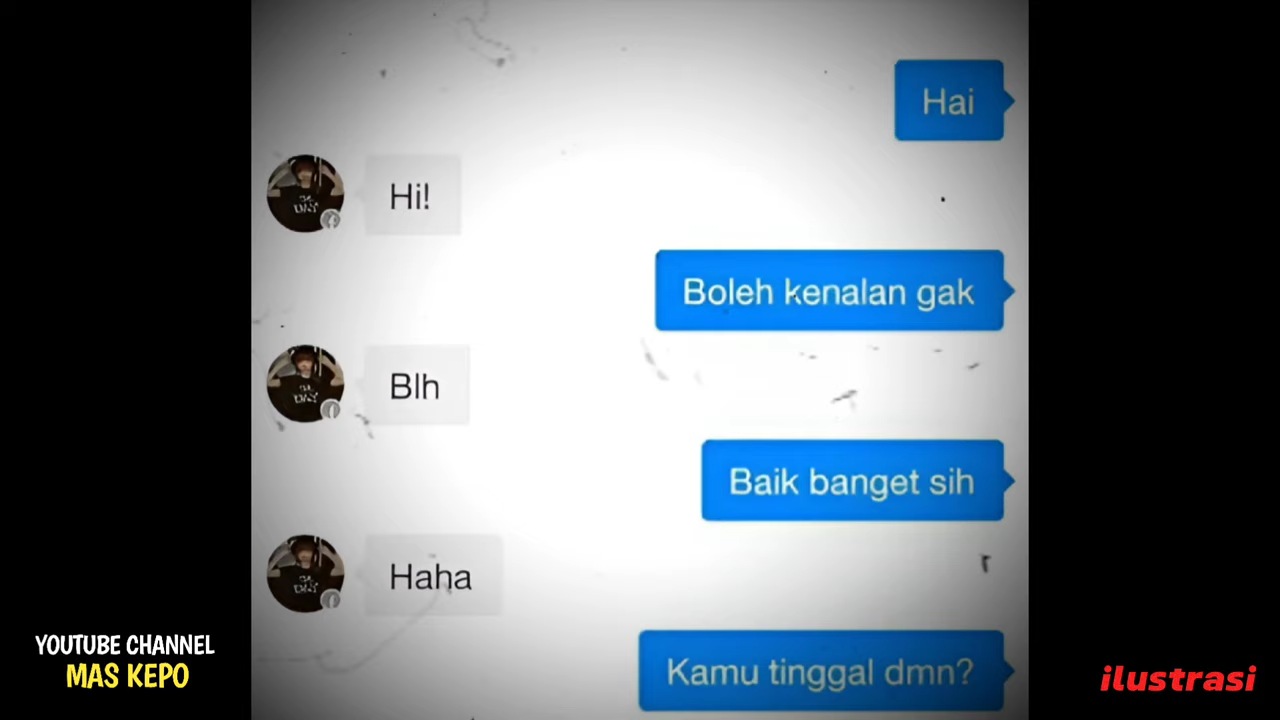 Hai
Hi!
Boleh kenalan gak
Blh
Baik banget sih
Haha
Kamu tinggal dmn?
YOUTUBE CHANNEL
MAS KEPO
ilustrasi